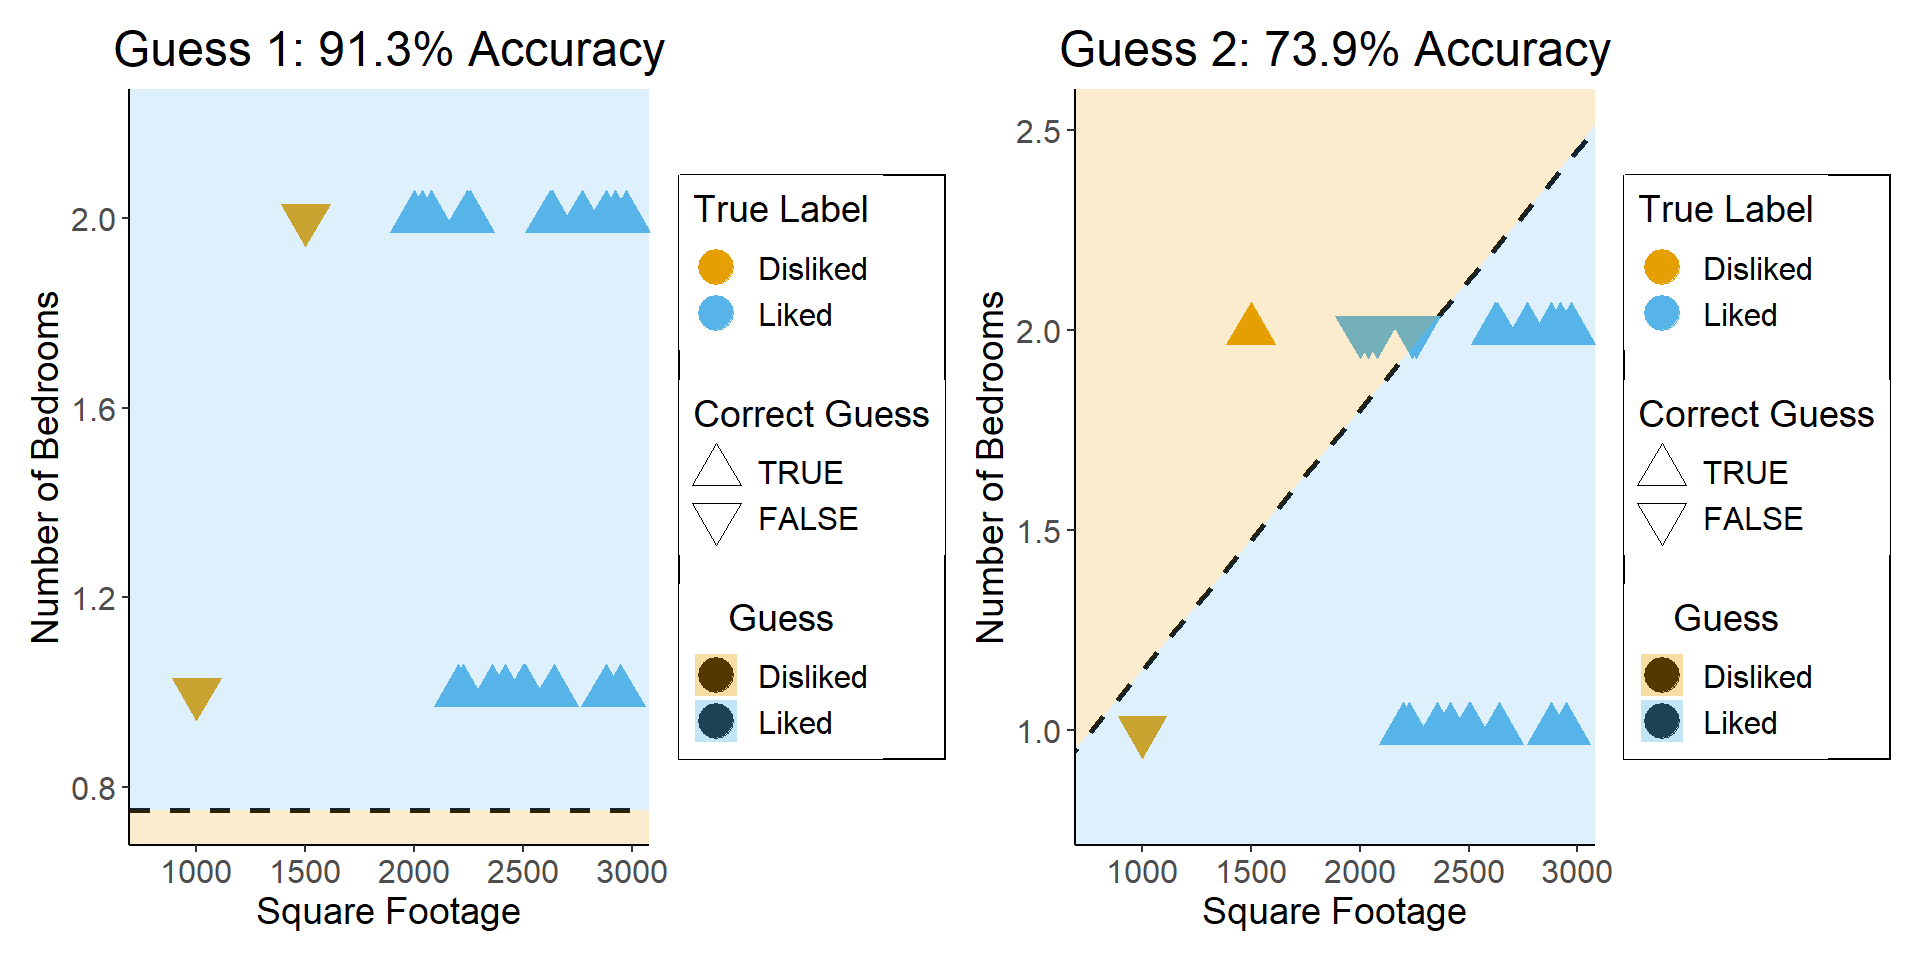 Guess 1: 91.3% Accuracy
Number of Bedrooms
2.0
1.6
1.2
0.8
1000 1500 2000 2500 3000
Square Footage
True Label
Disliked
Liked
Correct Guess
TRUE
FALSE
Guess
Disliked
Liked
Guess 2: 73.9% Accuracy
Number of Bedrooms
2.5
2.0
1.5
1.0
1000 1500 2000 2500 3000
Square Footage
True Label
Disliked
Liked
Correct Guess
TRUE
FALSE
Guess
Disliked
Liked